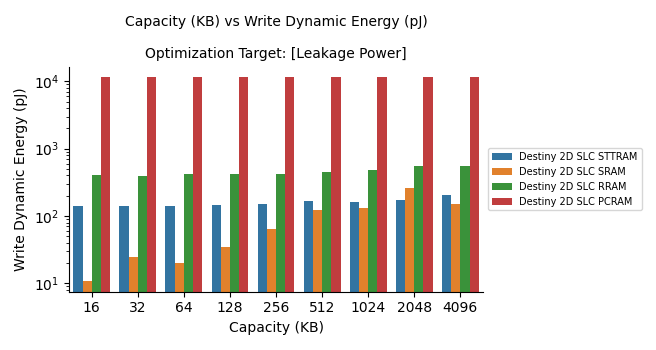 Capacity (KB) vs Write Dynamic Energy (pJ)
Optimization Target: [Leakage Power]
Write Dynamic Energy (pJ)
10⁴
10³
10²
10¹
16 32 64 128 256 512 1024 2048 4096
Capacity (KB)
Destiny 2D SLC STTRAM
Destiny 2D SLC SRAM
Destiny 2D SLC RRAM
Destiny 2D SLC PCRAM